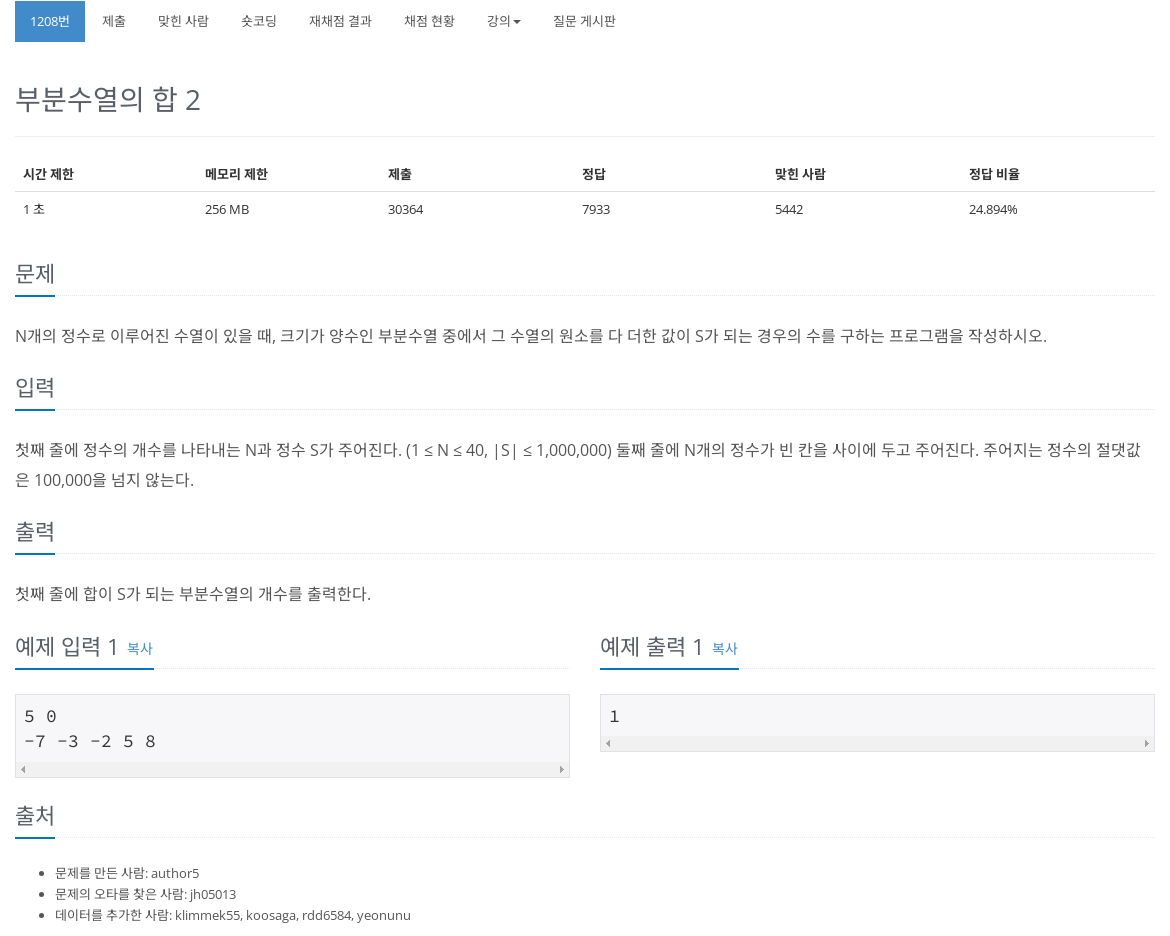 1208번 제출 맞힌 사람 숏코딩 재채점 결과 채점 현황 강의 질문 게시판
부분수열의 합 2
시간 제한 메모리 제한 제출 정답 맞힌 사람 정답 비율
1 초 256 MB 30364 7933 5442 24.894%
문제
N개의 정수로 이루어진 수열이 있을 때, 크기가 양수인 부분수열 중에서 그 수열의 원소를 다 더한 값이 S가 되는 경우의 수를 구하는 프로그램을 작성하시오.
입력
첫째 줄에 정수의 개수를 나타내는 N과 정수 S가 주어진다. (1 ≤ N ≤ 40, |S| ≤ 1,000,000) 둘째 줄에 N개의 정수가 빈 칸을 사이에 두고 주어진다. 주어지는 정수의 절댓값
은 100,000을 넘지 않는다.
출력
첫째 줄에 합이 S가 되는 부분수열의 개수를 출력한다.
예제 입력 1 복사
5 0
-7 -3 -2 5 8
예제 출력 1 복사
1
출처
문제를 만든 사람: author5
문제의 오타를 찾은 사람: jh05013
데이터를 추가한 사람: klimmek55, koosaga, rdd6584, yeonunu